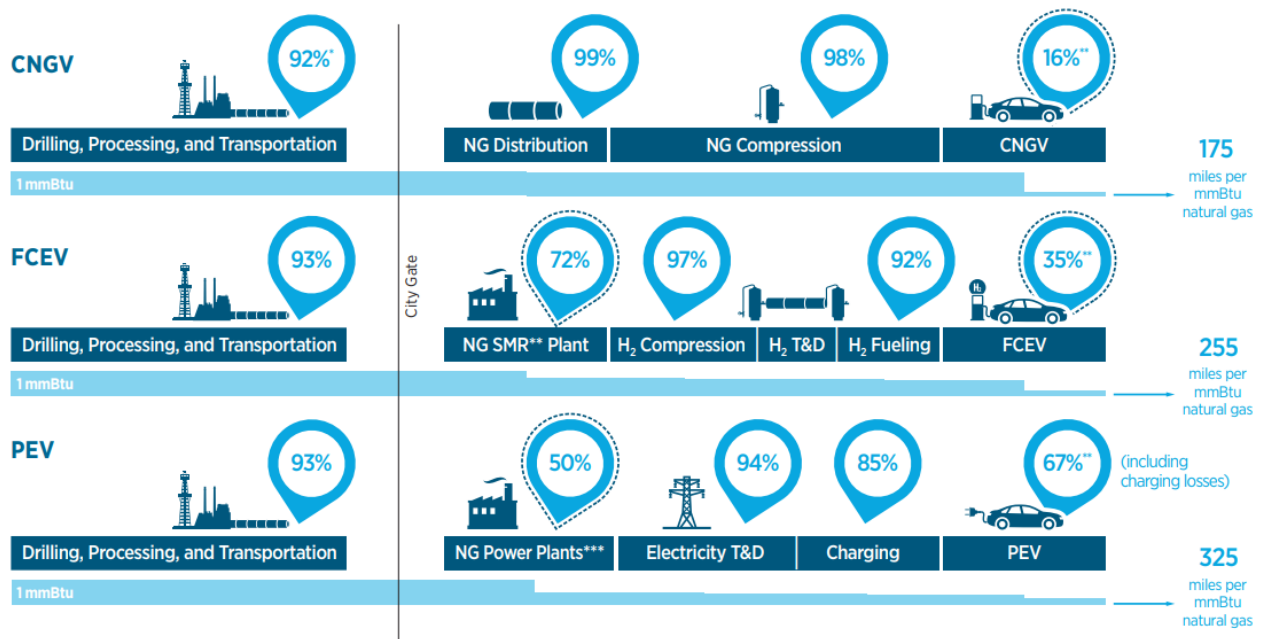 CNGV
92%*
99%
98%
16%**
Drilling, Processing, and Transportation
NG Distribution
NG Compression
CNGV
1 mmBtu
175
miles per
mmBtu
natural gas
City Gate
FCEV
93%
72%
97%
92%
H₂
35%**
Drilling, Processing, and Transportation
NG SMR** Plant
H₂ Compression
H₂ T&D
H₂ Fueling
FCEV
1 mmBtu
255
miles per
mmBtu
natural gas
PEV
93%
50%
94%
85%
67%**
(including
charging losses)
Drilling, Processing, and Transportation
NG Power Plants***
Electricity T&D
Charging
PEV
1 mmBtu
325
miles per
mmBtu
natural gas